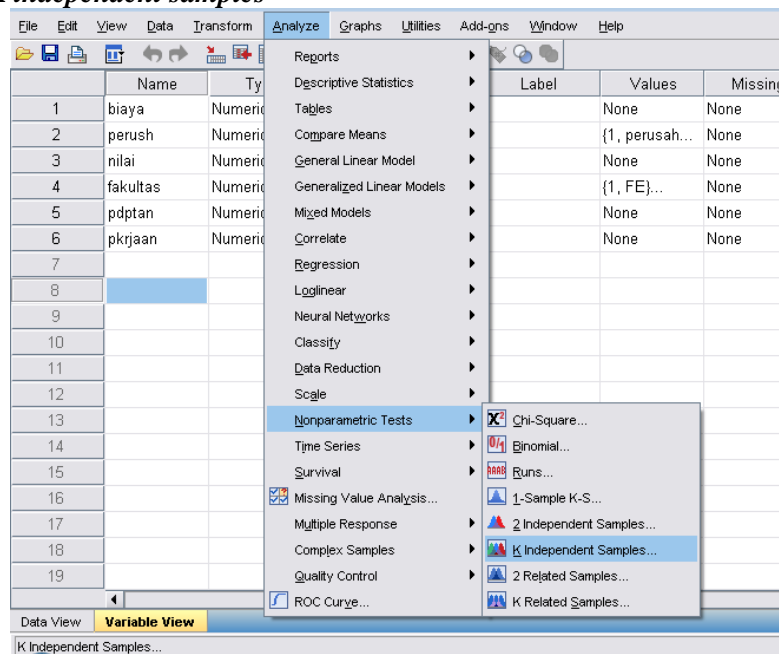 K independent samples
File Edit View Data Transform Analyze Graphs Utilities Add-ons Window Help
Name Ty Label Values Missing
1 biaya Numeric None None
2 perush Numeric {1, perusah... None
3 nilai Numeric None None
4 fakultas Numeric {1, FE}... None
5 pdptan Numeric None None
6 pkrjaan Numeric None None
7
8
9
10
11
12
13
14
15
16
17
18
19
Reports
Descriptive Statistics
Tables
Compare Means
General Linear Model
Generalized Linear Models
Mixed Models
Correlate
Regression
Loglinear
Neural Networks
Classify
Data Reduction
Scale
Nonparametric Tests
Time Series
Survival
Missing Value Analysis...
Multiple Response
Complex Samples
Quality Control
ROC Curve...
Chi-Square...
Binomial...
Runs...
1-Sample K-S...
2 Independent Samples...
K Independent Samples...
2 Related Samples...
K Related Samples...
Data View Variable View
K Independent Samples...